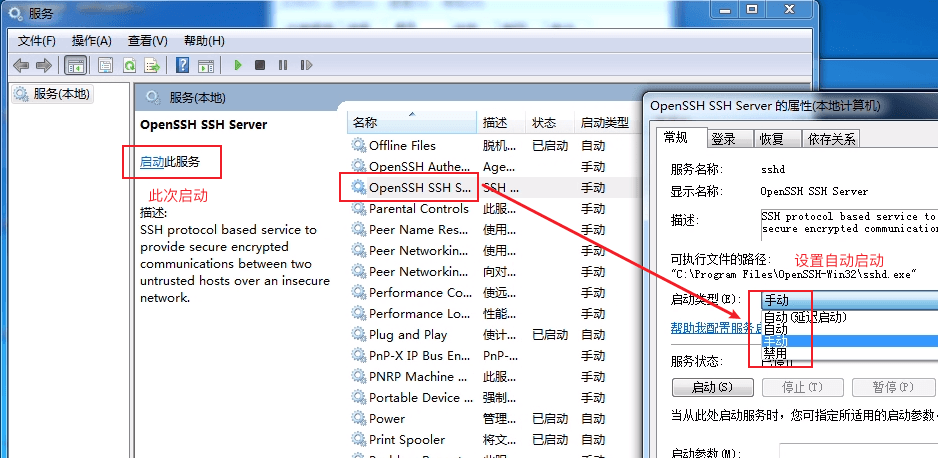 服务
文件(F) 操作(A) 查看(V) 帮助(H)
服务(本地)
服务(本地)
OpenSSH SSH Server
启动此服务
此次启动
描述:
SSH protocol based service to
provide secure encrypted
communications between two
untrusted hosts over an insecure
network.
名称 描述 状态 启动类型
Offline Files 脱机... 已启动 自动
OpenSSH Authe... Age... 手动
OpenSSH SSH S... SSH ... 手动
Parental Controls 此服... 手动
Peer Name Res... 使用... 手动
Peer Networkin... 使用... 手动
Peer Networkin... 向对... 手动
Performance Co... 使远... 手动
Performance Lo... 性能... 手动
Plug and Play 使计... 已启动 自动
PnP-X IP Bus En... PnP-... 手动
PNRP Machine ... 此服... 手动
Portable Device ... 强制... 手动
Power 管理... 已启动 自动
Print Spooler 将文... 已启动 自动
OpenSSH SSH Server 的属性(本地计算机)
常规 登录 恢复 依存关系
服务名称: sshd
显示名称: OpenSSH SSH Server
描述: SSH protocol based service to
secure encrypted communication
可执行文件的路径:
设置自动启动
"C:\Program Files\OpenSSH-Win32\sshd.exe"
启动类型(E): 手动
自动(延迟启动)
自动
手动
禁用
帮助我配置服务
服务状态: 已停止
启动(S) 停止(T) 暂停(P)
当从此处启动服务时，您可指定所适用的启动参数
启动参数(M):